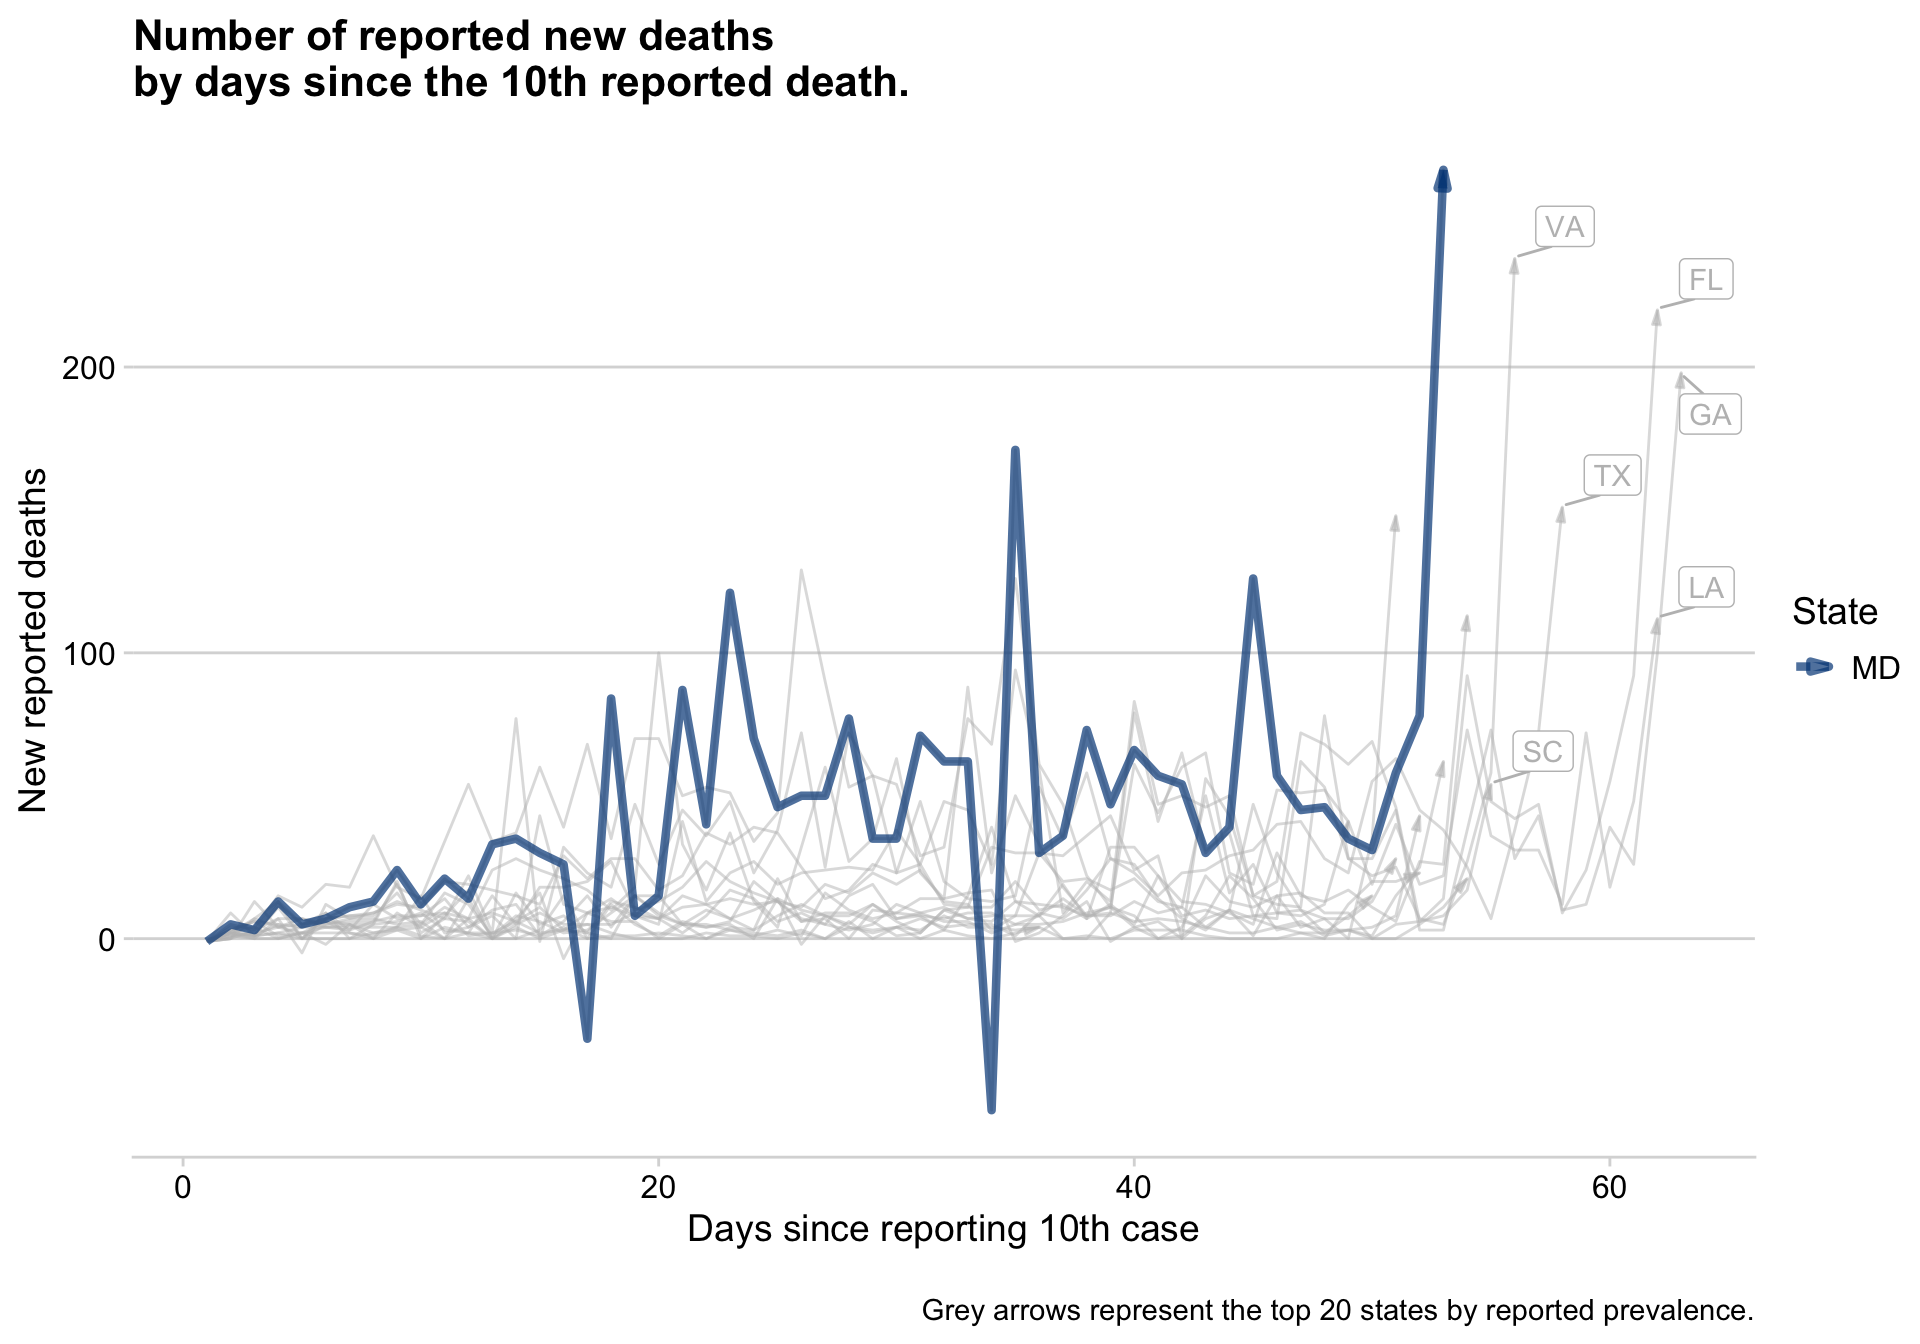 Number of reported new deaths
by days since the 10th reported death.
VA
FL
200
GA
TX
New reported deaths
LA
State
100
MD
SC
0
0 20 40 60
Days since reporting 10th case
Grey arrows represent the top 20 states by reported prevalence.